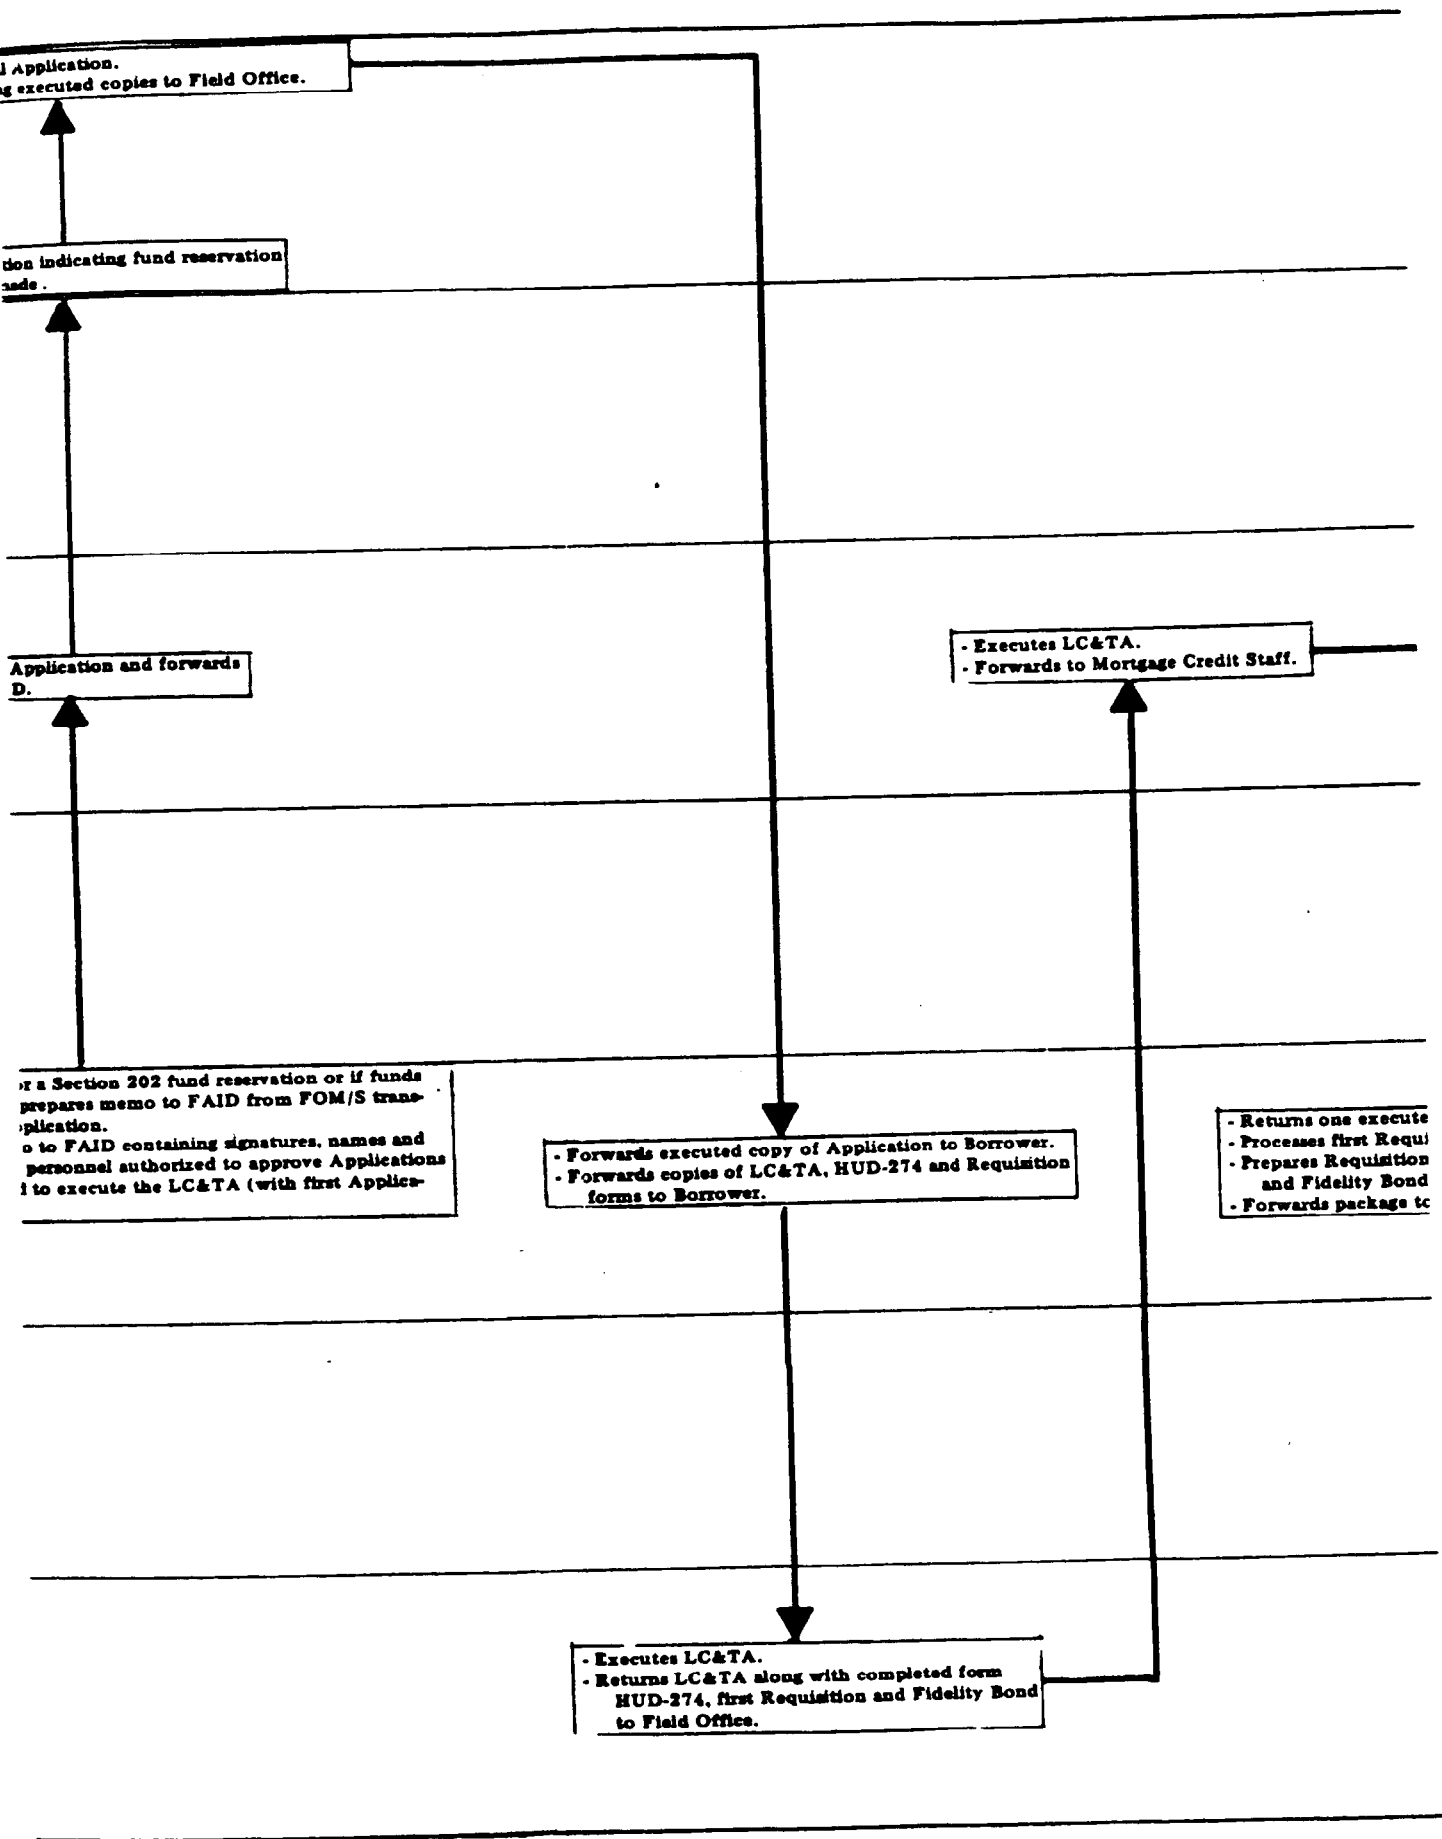 Application.
executed copies to Field Office.
tion indicating fund reservation
Application and forwards
D.
- Executes LC&TA.
- Forwards to Mortgage Credit Staff.
r a Section 202 fund reservation or if funds
prepares memo to FAID from FOM/S trans-
plication.
o to FAID containing signatures, names and
personnel authorized to approve Applications
to execute the LC&TA (with first Applica-
- Forwards executed copy of Application to Borrower.
- Forwards copies of LC&TA, HUD-274 and Requisition
forms to Borrower.
- Returns one execute
- Processes first Requi
- Prepares Requisition
and Fidelity Bond
- Forwards package to
- Executes LC&TA.
- Returns LC&TA along with completed form
HUD-274, first Requisition and Fidelity Bond
to Field Office.